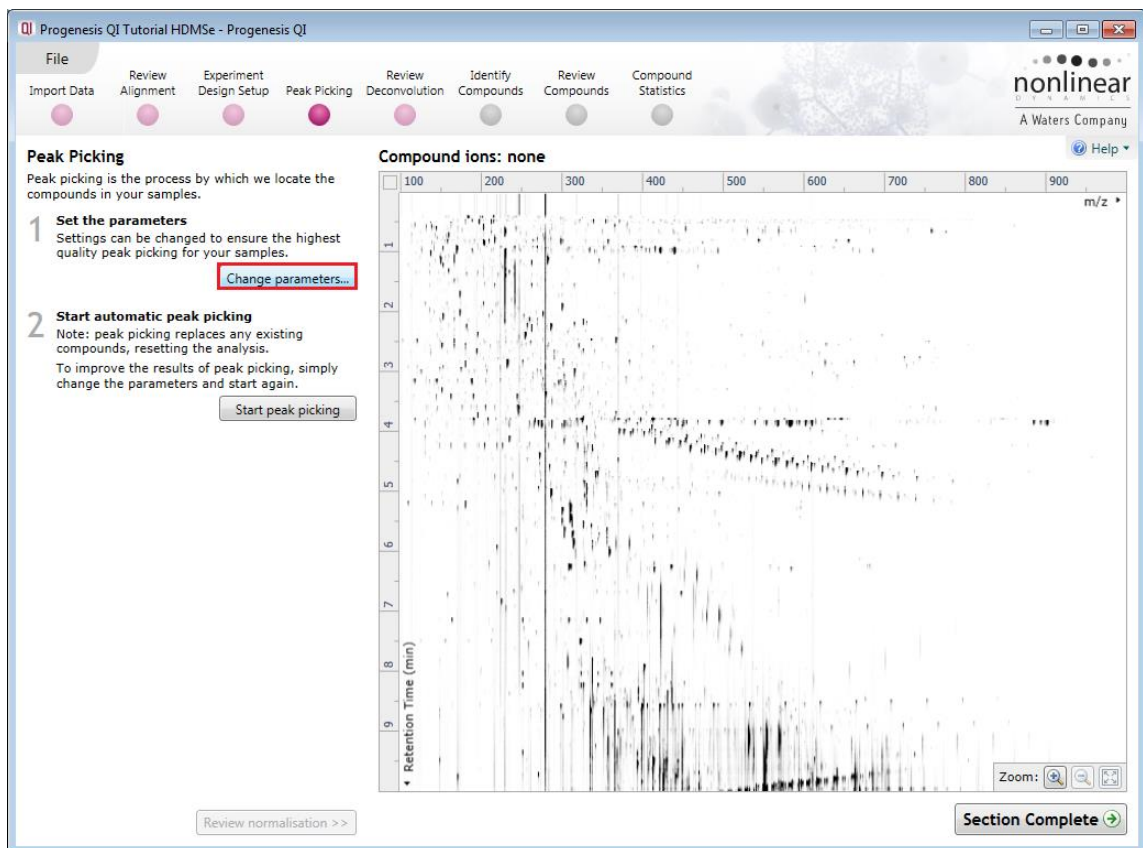 QI Progenesis QI Tutorial HDMSe - Progenesis QI
File
Import Data
Review
Alignment
Experiment
Design Setup
Peak Picking
Review
Deconvolution
Identify
Compounds
Review
Compounds
Compound
Statistics
nonlinear
DYNAMICS
A Waters Company
Help
Peak Picking
Peak picking is the process by which we locate the
compounds in your samples.
1 Set the parameters
Settings can be changed to ensure the highest
quality peak picking for your samples.
Change parameters...
2 Start automatic peak picking
Note: peak picking replaces any existing
compounds, resetting the analysis.
To improve the results of peak picking, simply
change the parameters and start again.
Start peak picking
Review normalisation >>
Compound ions: none
100 200 300 400 500 600 700 800 900
m/z
1
2
3
4
5
6
7
8
9
Retention Time (min)
Zoom:
Section Complete